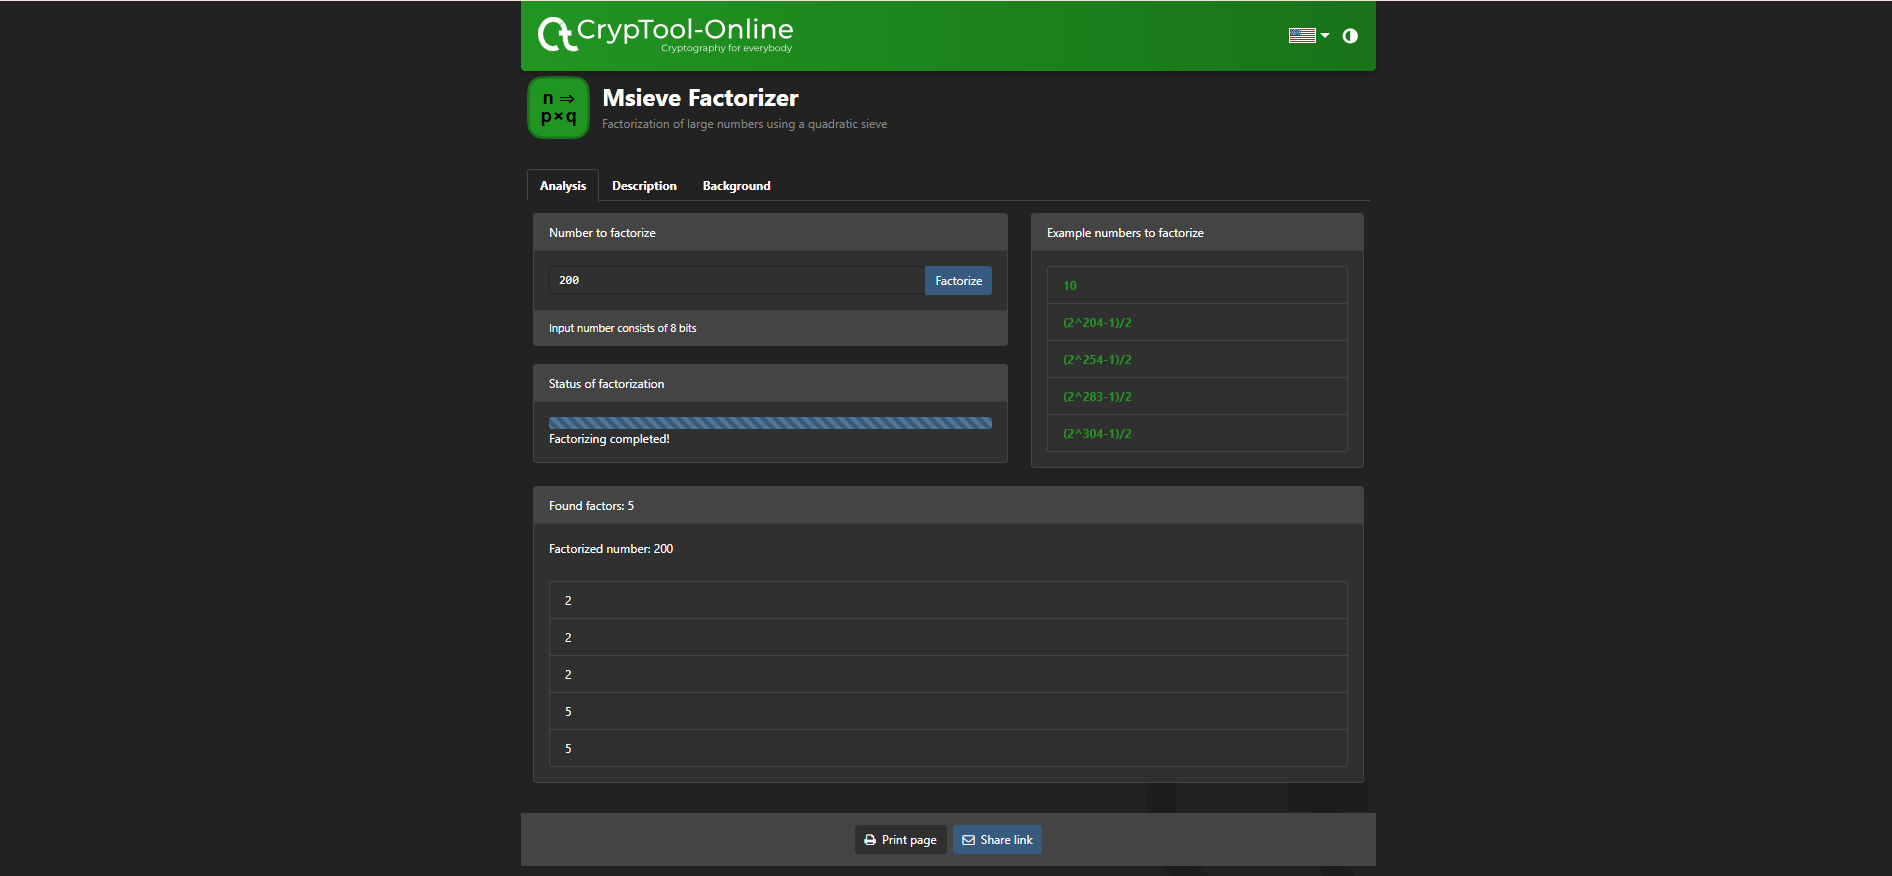 CrypTool-Online
Cryptography for everybody
n ⇒
p×q
Msieve Factorizer
Factorization of large numbers using a quadratic sieve
Analysis
Description
Background
Number to factorize
200
Factorize
Input number consists of 8 bits
Status of factorization
Factorizing completed!
Example numbers to factorize
10
(2^204-1)/2
(2^254-1)/2
(2^283-1)/2
(2^304-1)/2
Found factors: 5
Factorized number: 200
2
2
2
5
5
Print page
Share link